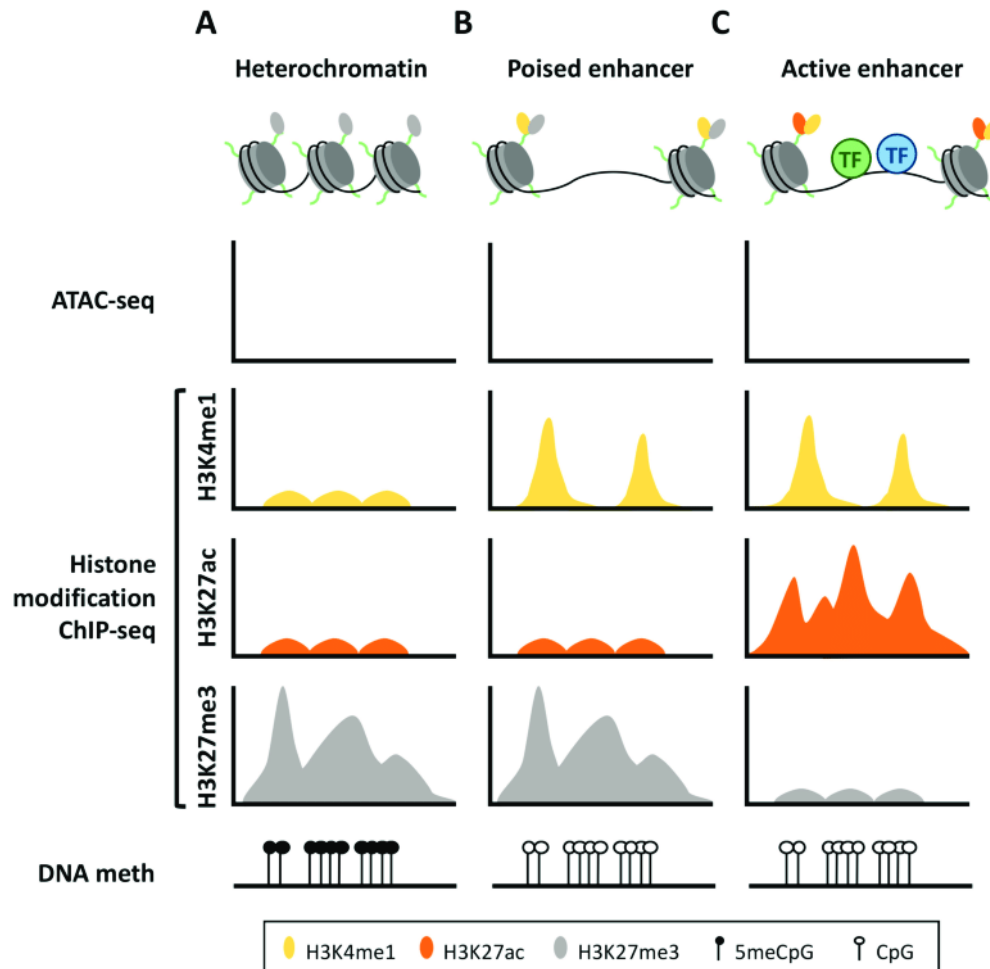 A
B
C
Heterochromatin
Poised enhancer
Active enhancer
TF
TF
ATAC-seq
Histone
modification
ChIP-seq
H3K4me1
H3K27ac
H3K27me3
DNA meth
H3K4me1
H3K27ac
H3K27me3
5meCpG
CpG